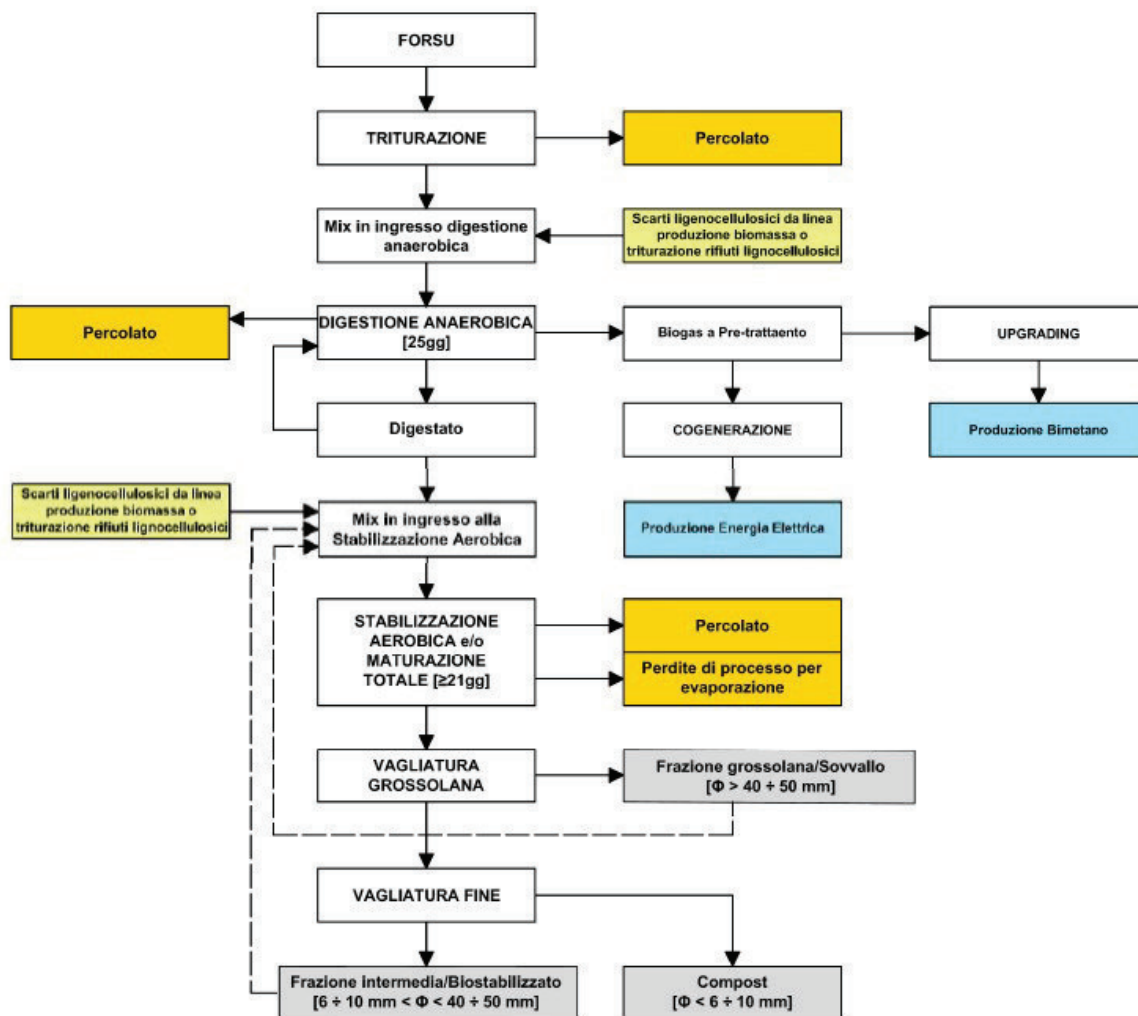 FORSU
TRITURAZIONE
Percolato
Mix in ingresso digestione
anaerobica
Scarti ligenocellulosici da linea
produzione biomassa o
triturazione rifiuti lignocellulosici
Percolato
DIGESTIONE ANAEROBICA
[25gg]
Biogas a Pre-trattaento
UPGRADING
Digestato
COGENERAZIONE
Produzione Bimetano
Scarti ligenocellulosici da linea
produzione biomassa o
triturazione rifiuti lignocellulosici
Mix in ingresso alla
Stabilizzazione Aerobica
Produzione Energia Elettrica
STABILIZZAZIONE
AEROBICA e/o
MATURAZIONE
TOTALE [≥21gg]
Percolato
Perdite di processo per
evaporazione
VAGLIATURA
GROSSOLANA
Frazione grossolana/Sovvallo
[Φ > 40 ÷ 50 mm]
VAGLIATURA FINE
Frazione intermedia/Biostabilizzato
[6 ÷ 10 mm < Φ < 40 ÷ 50 mm]
Compost
[Φ < 6 ÷ 10 mm]